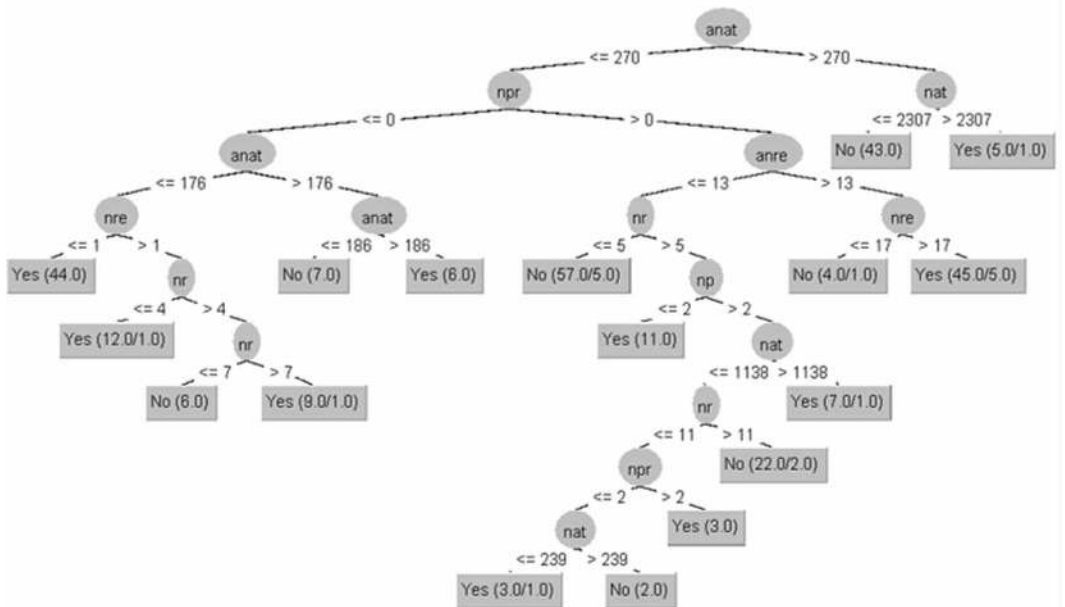 anat
<= 270 > 270
npr nat
<= 0 > 0 <= 2307 > 2307
anat anre No (43.0) Yes (5.0/1.0)
<= 176 > 176 <= 13 > 13
nre anat nr nre
<= 1 > 1 <= 186 > 186 <= 5 > 5 <= 17 > 17
Yes (44.0) nr No (7.0) Yes (6.0) No (57.0/5.0) np No (4.0/1.0) Yes (45.0/5.0)
<= 4 > 4 <= 2 > 2
Yes (12.0/1.0) nr Yes (11.0) nat
<= 7 > 7 <= 1138 > 1138
No (6.0) Yes (9.0/1.0) nr Yes (7.0/1.0)
<= 11 > 11
npr No (22.0/2.0)
<= 2 > 2
nat Yes (3.0)
<= 239 > 239
Yes (3.0/1.0) No (2.0)